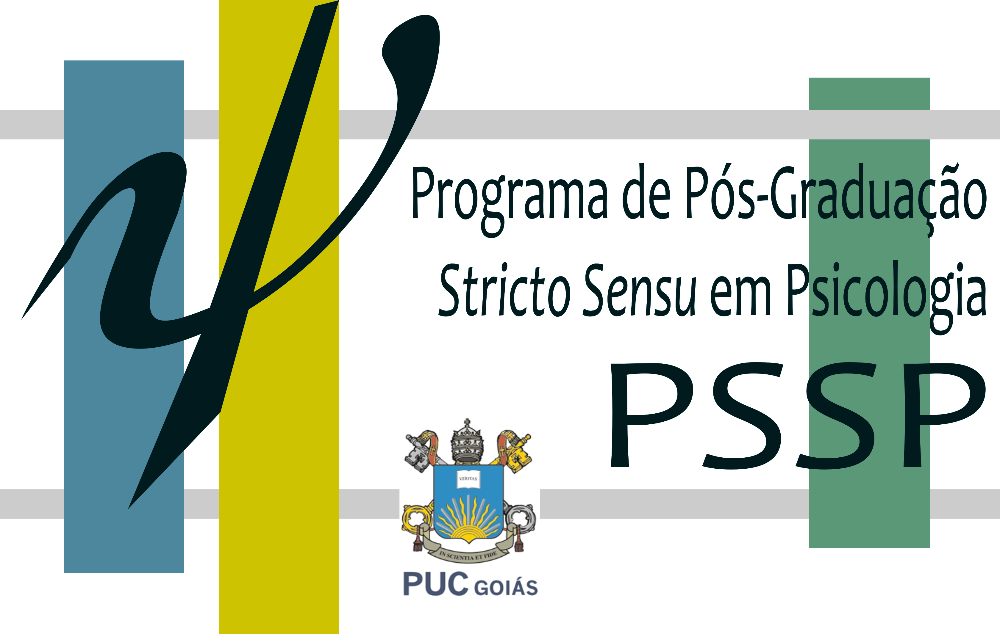 Programa de Pós-Graduação
Stricto Sensu em Psicologia
PSSP
VERITAS
IN SCIENTIA ET FIDE
PUC GOIÁS